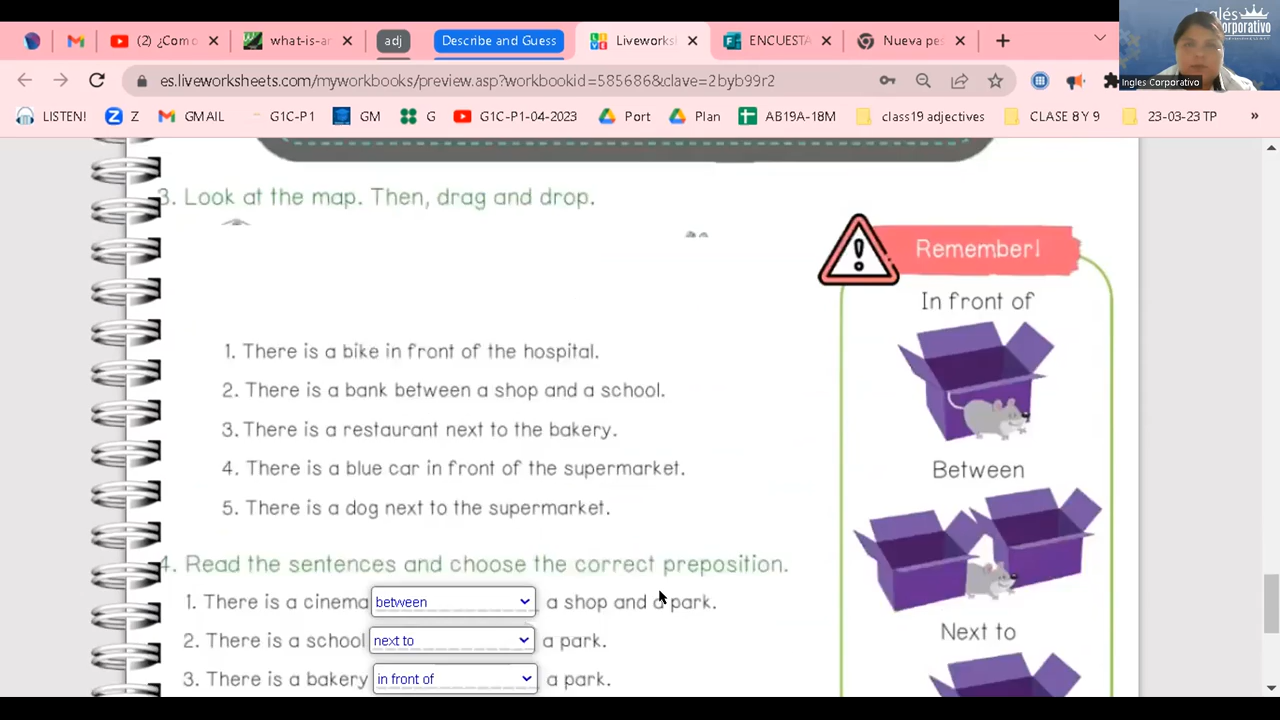 (2) ¿Com c
what-is-ar
adj
Describe and Guess
Liveworks
ENCUESTA
Nueva pe
Inglés
Corporativo
Ingles Corporativo
es.liveworksheets.com/myworkbooks/preview.asp?workbookid=585686&clave=2byb99r2
LISTEN!
Z
GMAIL
G1C-P1
GM
G
G1C-P1-04-2023
Port
Plan
AB19A-18M
class19 adjectives
CLASE 8Y 9
23-03-23 TP
»
3. Look at the map. Then, drag and drop.
1. There is a bike in front of the hospital.
2. There is a bank between a shop and a school.
3. There is a restaurant next to the bakery.
4. There is a blue car in front of the supermarket.
5. There is a dog next to the supermarket.
4. Read the sentences and choose the correct preposition.
1. There is a cinema between a shop and a park.
2. There is a school next to a park.
3. There is a bakery in front of a park.
Remember!
In front of
Between
Next to